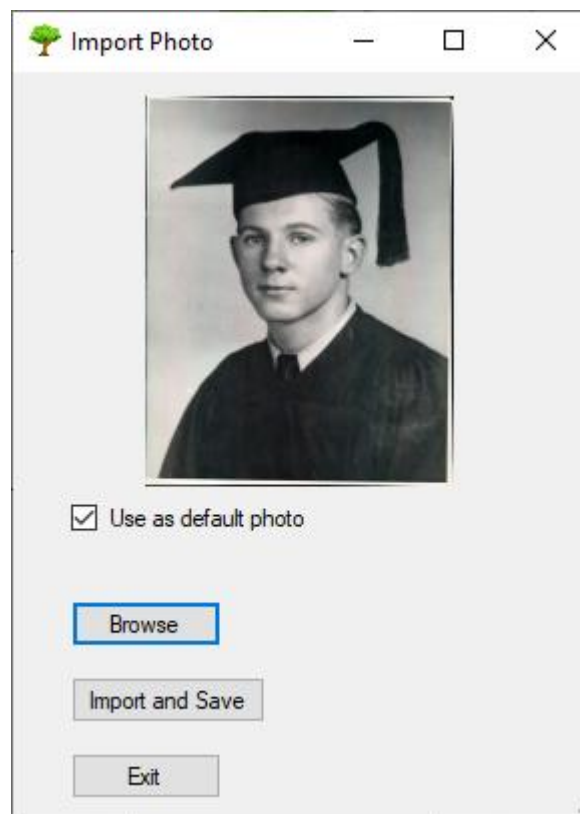 Import Photo
Use as default photo
Browse
Import and Save
Exit